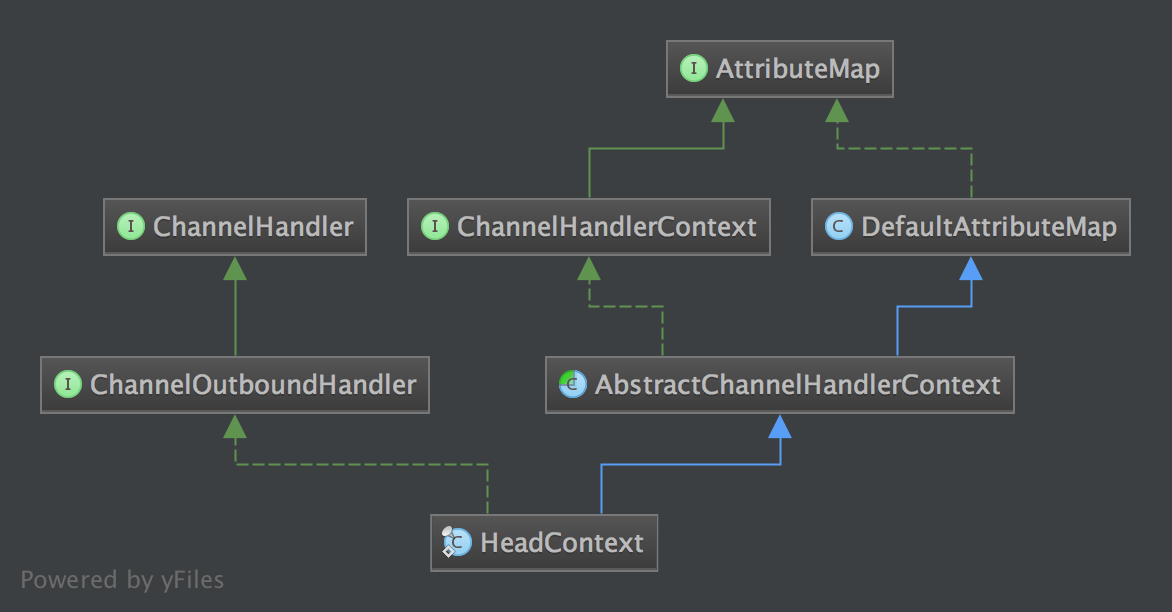 I AttributeMap
I ChannelHandler
I ChannelHandlerContext
C DefaultAttributeMap
I ChannelOutboundHandler
C AbstractChannelHandlerContext
C HeadContext
Powered by yFiles